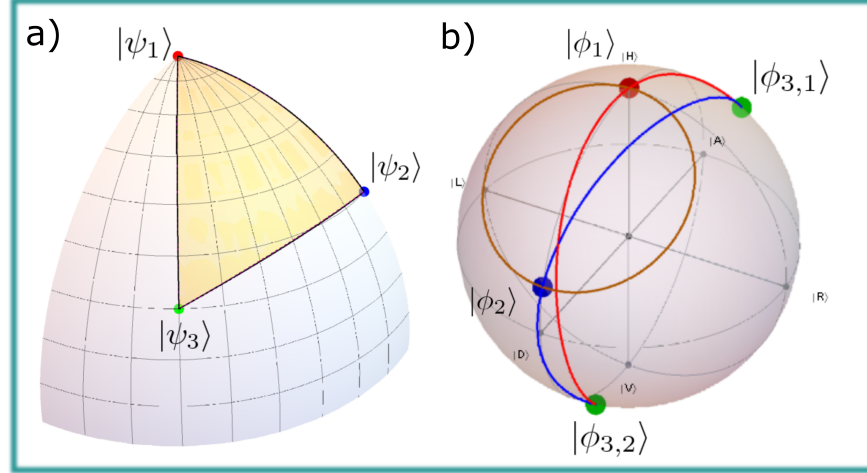 a)
|ψ₁⟩
|ψ₂⟩
|ψ₃⟩
b)
|ϕ₁⟩
|H⟩
|ϕ₃,₁⟩
|A⟩
|L⟩
|ϕ₂⟩
|R⟩
|D⟩
|V⟩
|ϕ₃,₂⟩